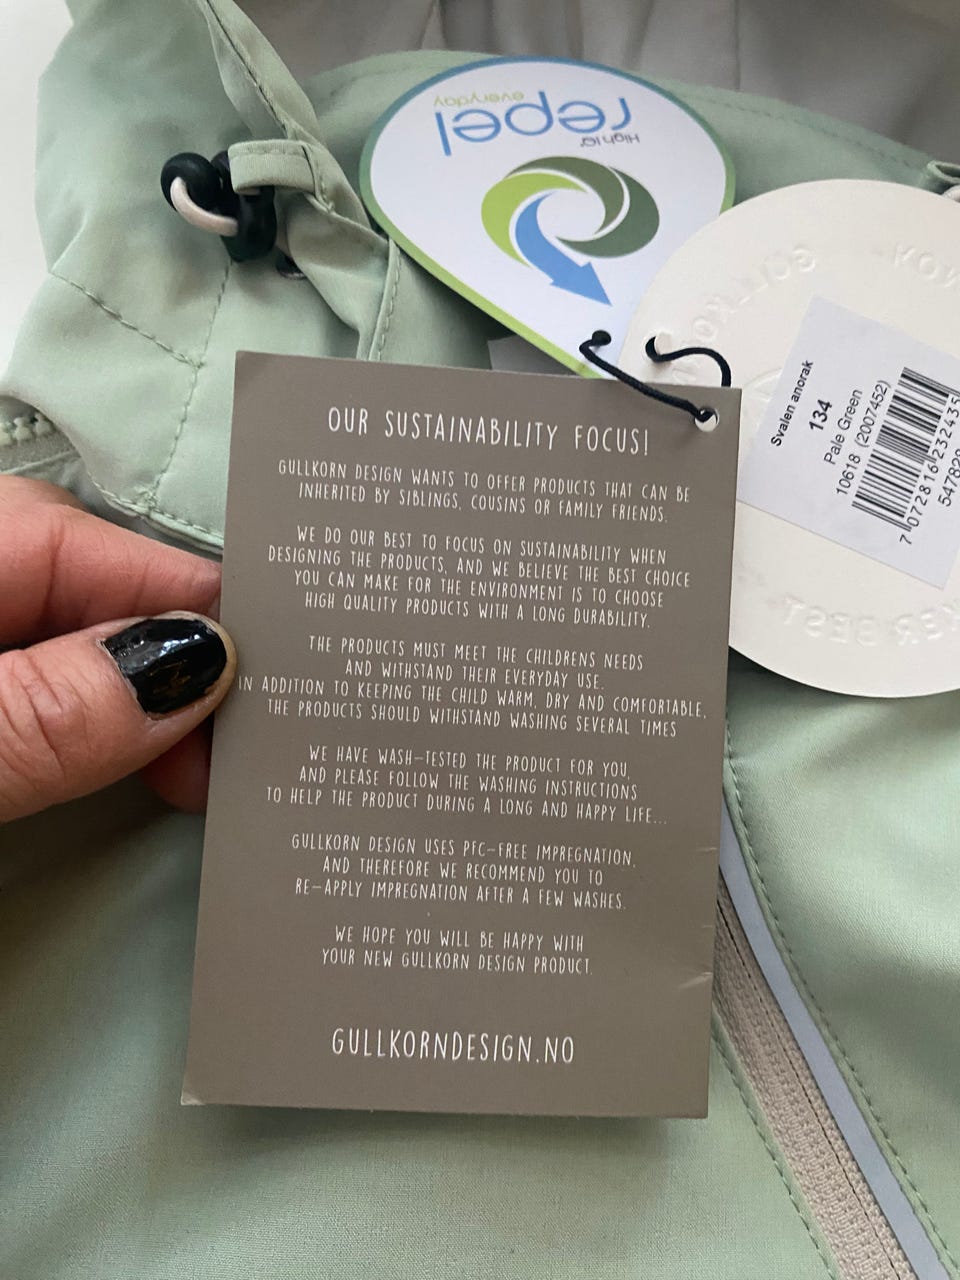 HighIQ
repel
everyday
GULLKORN
Svalen anorak
134
Pale Green
10618 (2007452)
OUR SUSTAINABILITY FOCUS!
GULLKORN DESIGN WANTS TO OFFER PRODUCTS THAT CAN BE
INHERITED BY SIBLINGS, COUSINS OR FAMILY FRIENDS.
WE DO OUR BEST TO FOCUS ON SUSTAINABILITY WHEN
DESIGNING THE PRODUCTS, AND WE BELIEVE THE BEST CHOICE
YOU CAN MAKE FOR THE ENVIRONMENT IS TO CHOOSE
HIGH QUALITY PRODUCTS WITH A LONG DURABILITY.
THE PRODUCTS MUST MEET THE CHILDRENS NEEDS
AND WITHSTAND THEIR EVERYDAY USE.
IN ADDITION TO KEEPING THE CHILD WARM, DRY AND COMFORTABLE,
THE PRODUCTS SHOULD WITHSTAND WASHING SEVERAL TIMES
WE HAVE WASH-TESTED THE PRODUCT FOR YOU,
AND PLEASE FOLLOW THE WASHING INSTRUCTIONS
TO HELP THE PRODUCT DURING A LONG AND HAPPY LIFE...
GULLKORN DESIGN USES PFC-FREE IMPREGNATION,
AND THEREFORE WE RECOMMEND YOU TO
RE-APPLY IMPREGNATION AFTER A FEW WASHES.
WE HOPE YOU WILL BE HAPPY WITH
YOUR NEW GULLKORN DESIGN PRODUCT.
GULLKORNDESIGN.NO